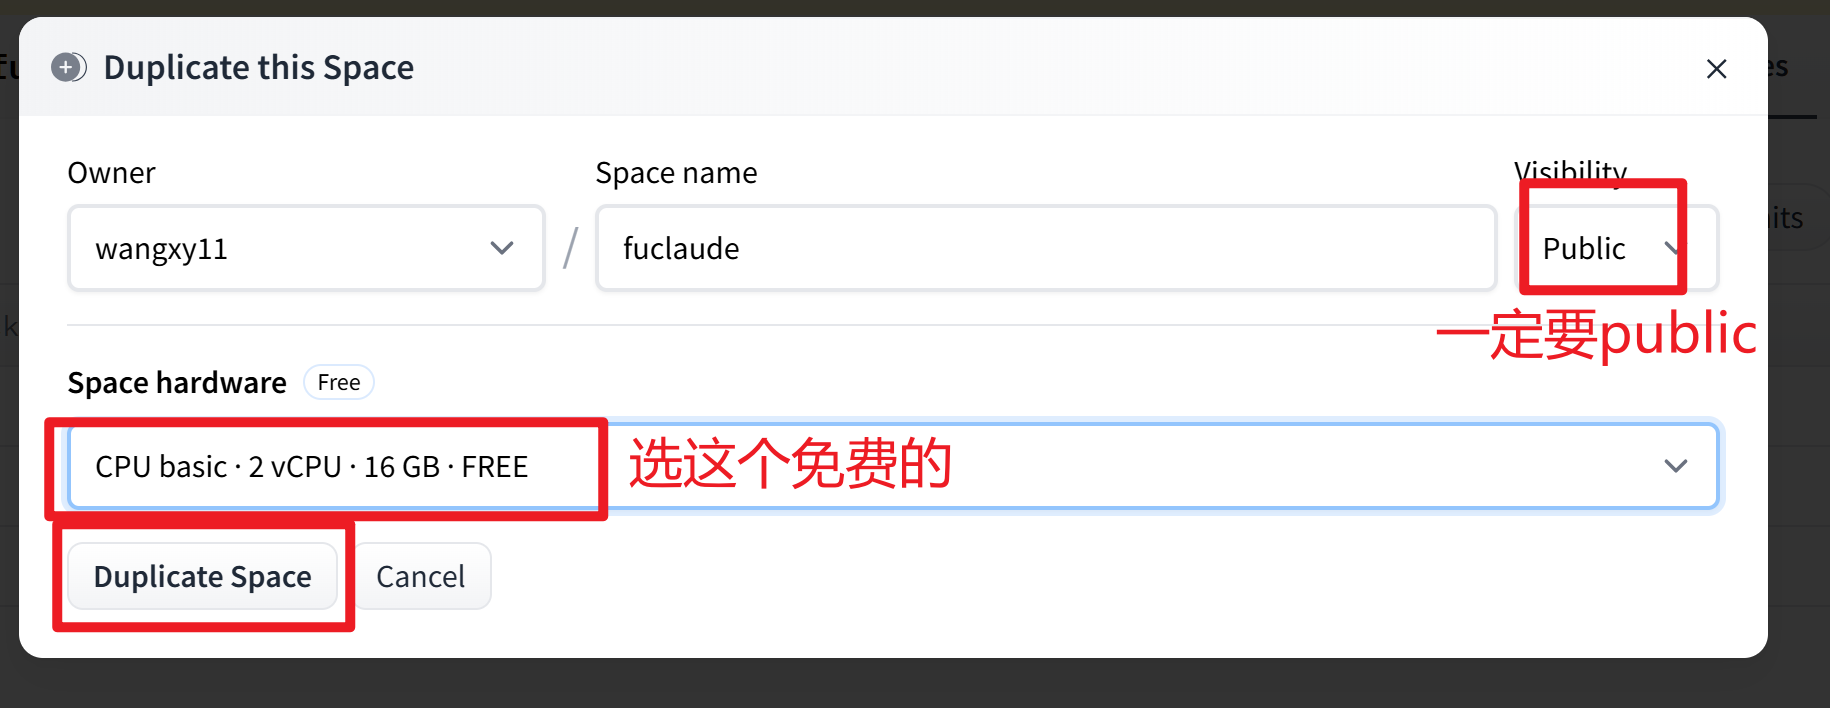 Duplicate this Space
Owner
Space name
Visibility
wangxy11
/
fuclaude
Public
一定要public
Space hardware
Free
CPU basic · 2 vCPU · 16 GB · FREE
选这个免费的
Duplicate Space
Cancel